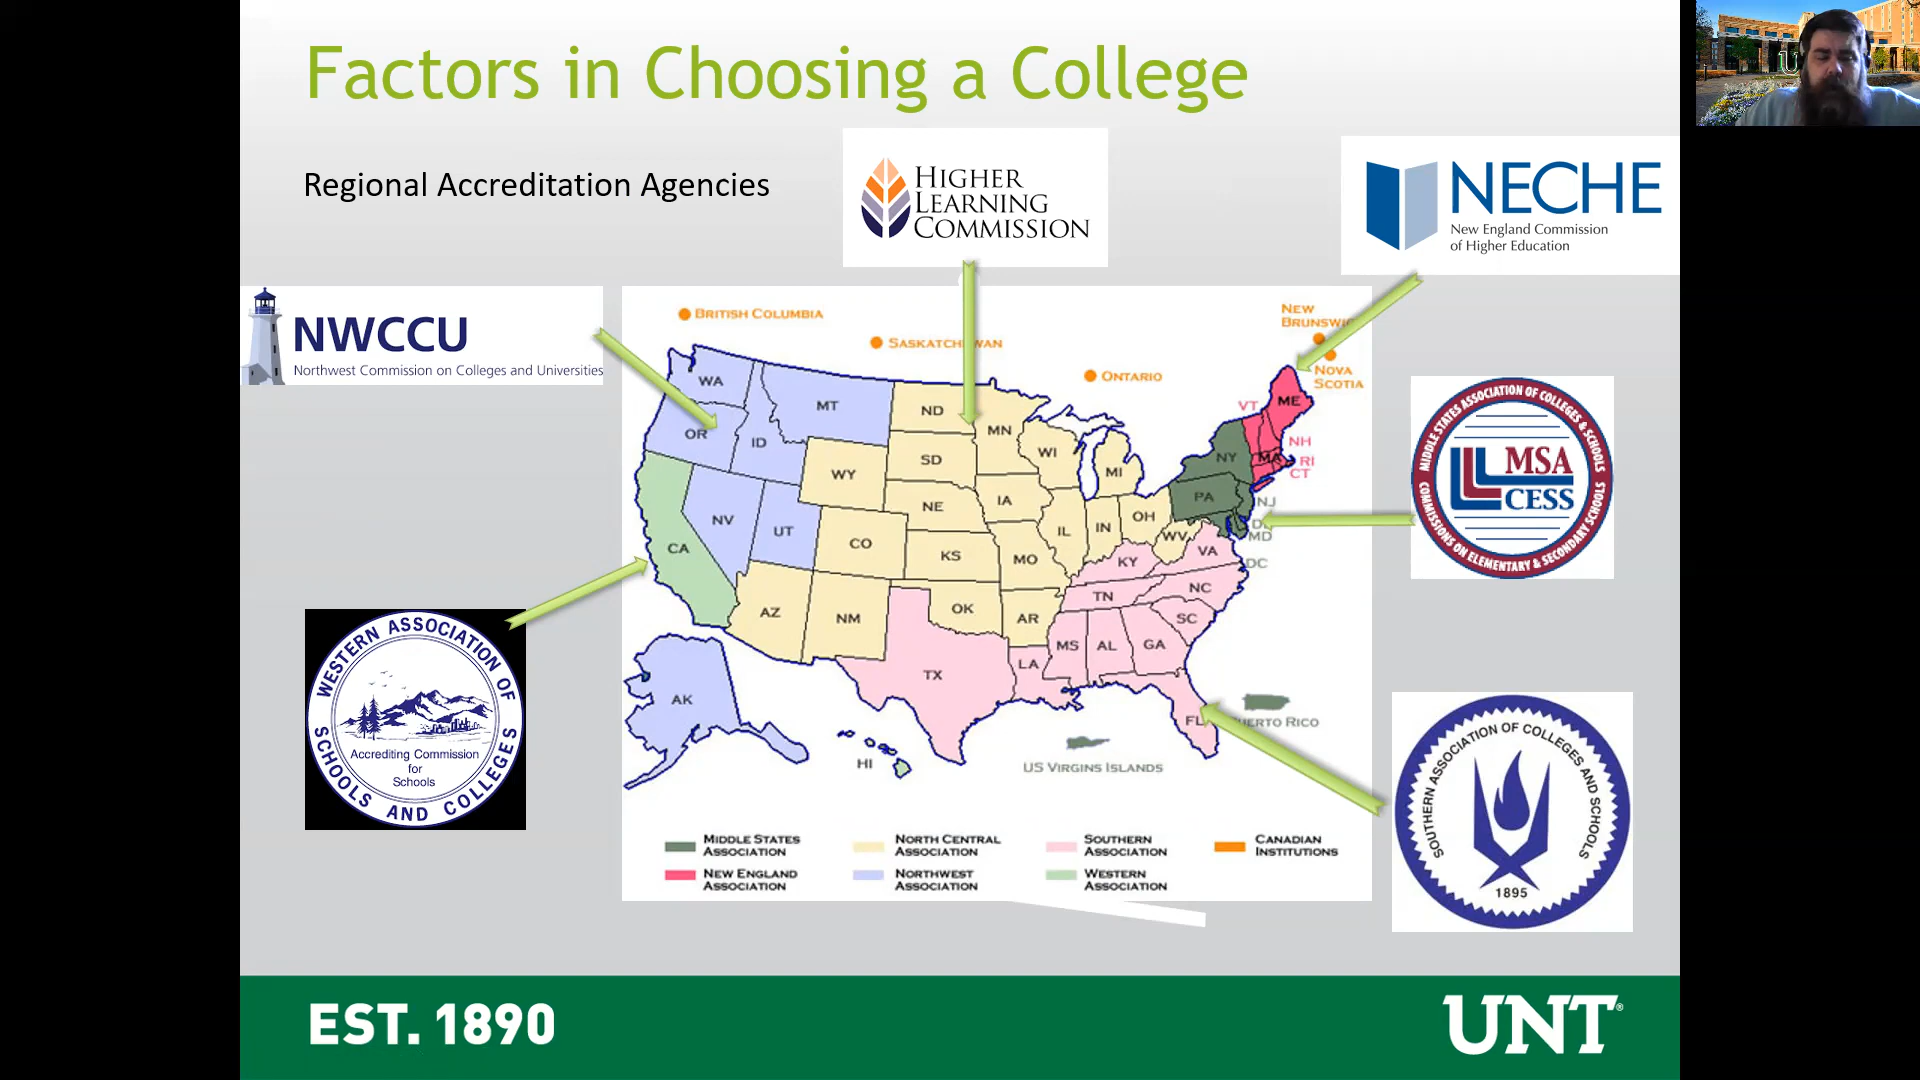 Factors in Choosing a College
Regional Accreditation Agencies
HIGHER
LEARNING
COMMISSION
NECHE
New England Commission
of Higher Education
NWCCU
Northwest Commission on Colleges and Universities
BRITISH COLUMBIA
SASKATCHEWAN
ONTARIO
NEW
BRUNSWIC
NOVA
SCOTIA
WA
MT
ND
MN
VT
ME
OR
ID
SD
WI
MI
NY
NH
MA
RI
CT
WY
NE
IA
PA
NJ
NV
UT
CO
KS
IL
IN
OH
WV
MD
CA
MO
KY
VA
DC
AZ
NM
OK
AR
TN
NC
SC
TX
LA
MS
AL
GA
AK
HI
FL
PUERTO RICO
US VIRGINS ISLANDS
MIDDLE STATES
ASSOCIATION
NORTH CENTRAL
ASSOCIATION
SOUTHERN
ASSOCIATION
CANADIAN
INSTITUTIONS
NEW ENGLAND
ASSOCIATION
NORTHWEST
ASSOCIATION
WESTERN
ASSOCIATION
MIDDLE STATES ASSOCIATION OF COLLEGES & SCHOOLS
MSA
CESS
COMMISSIONS ON ELEMENTARY & SECONDARY SCHOOLS
WESTERN ASSOCIATION OF
SCHOOLS AND COLLEGES
Accrediting Commission
for
Schools
SOUTHERN ASSOCIATION OF COLLEGES AND SCHOOLS
1895
EST. 1890
UNT®